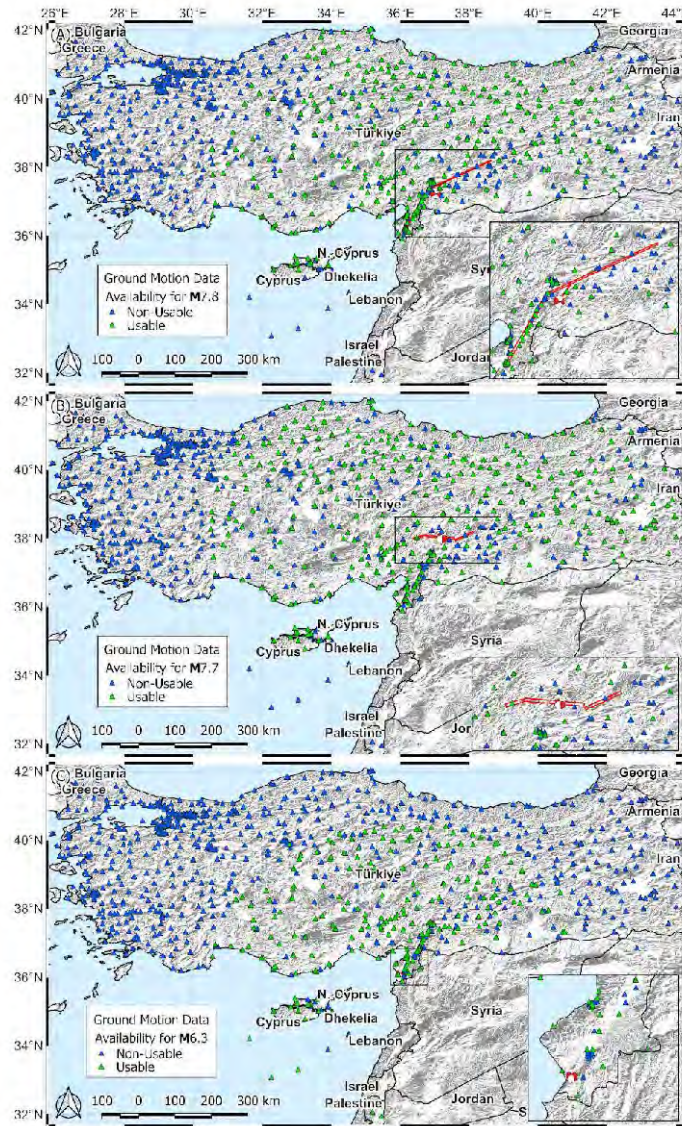 42°N
(A)
Bulgaria
Greece
Georgia
Armenia
40°N
Iran
Türkiye
38°N
36°N
N.-Cyprus
Cyprus
Dhekelia
Lebanon
Syr
34°N
Ground Motion Data
Availability for M7.8
Non-Usable
Usable
Israel
Palestine
Jordan
100 0 100 200 300 km
32°N
26°E 28°E 30°E 32°E 34°E 36°E 38°E 40°E 42°E 44°E
42°N
(B)
Bulgaria
Greece
Georgia
Armenia
40°N
Iran
Türkiye
38°N
36°N
N.-Cyprus
Cyprus
Dhekelia
Syria
Lebanon
34°N
Ground Motion Data
Availability for M7.7
Non-Usable
Usable
Israel
Palestine
Jor
100 0 100 200 300 km
32°N
42°N
(C)
Bulgaria
Greece
Georgia
Armenia
40°N
Iran
Türkiye
38°N
36°N
N.-Cyprus
Cyprus
Dhekelia
Syria
Lebanon
34°N
Ground Motion Data
Availability for M6.3
Non-Usable
Usable
Israel
Palestine
Jordan
S
100 0 100 200 300 km
32°N